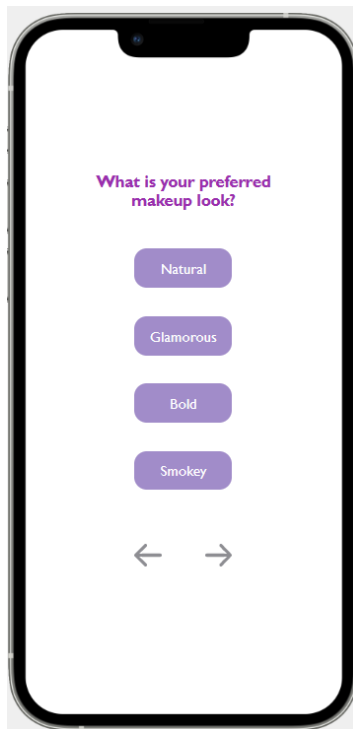 What is your preferred
makeup look?
Natural
Glamorous
Bold
Smokey